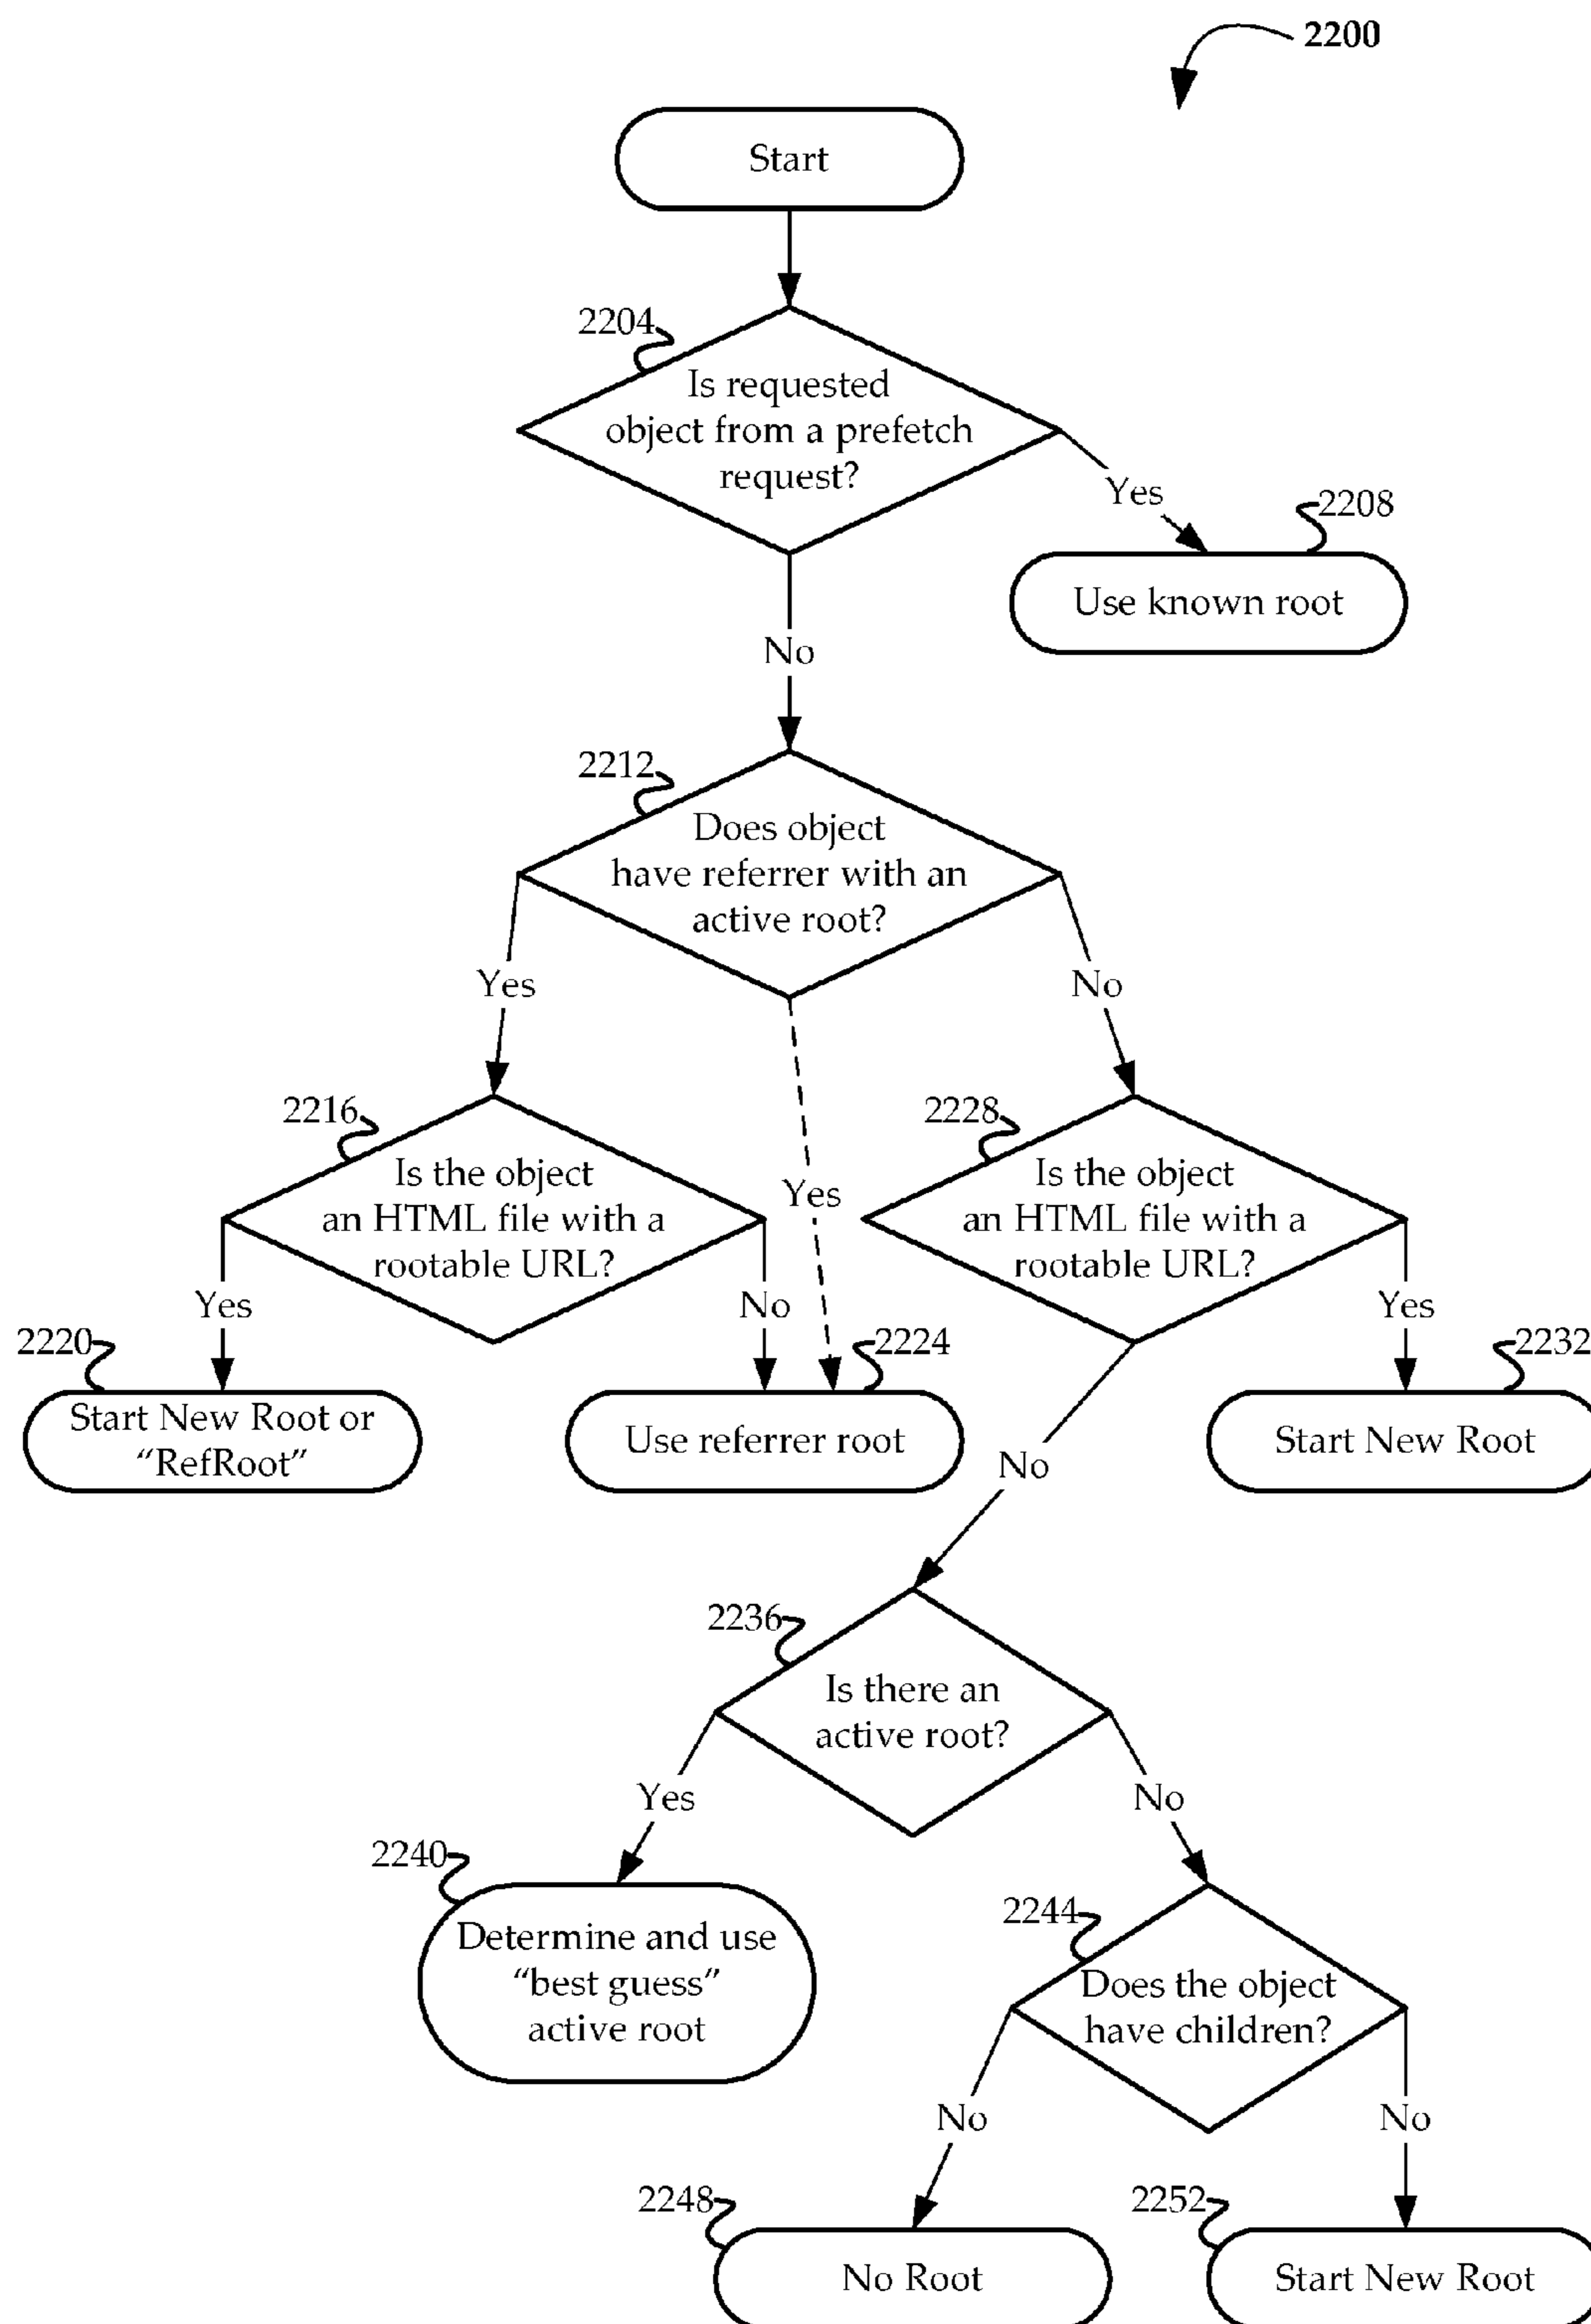 2200
Start
2204
Is requested
object from a prefetch
request?
Yes
2208
Use known root
No
2212
Does object
have referrer with an
active root?
Yes
No
2216
2228
Is the object
an HTML file with a
rootable URL?
Yes
Is the object
an HTML file with a
rootable URL?
Yes
No
Yes
2220
2224
2232
Start New Root or
“RefRoot”
Use referrer root
Start New Root
No
2236
Is there an
active root?
Yes
No
2240
Determine and use
“best guess”
active root
2244
Does the object
have children?
No
No
2248
2252
No Root
Start New Root